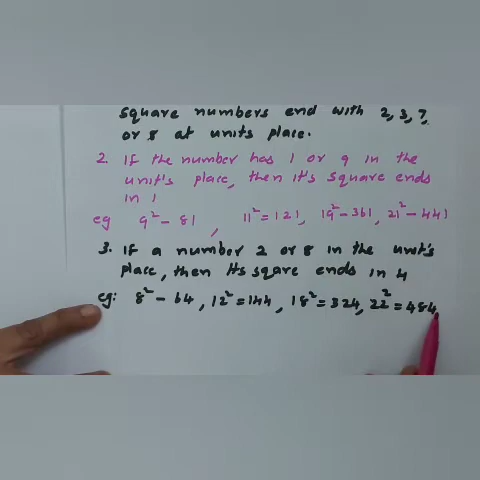 square numbers end with 2, 3, 7
or 8 at units place.
2. If the number has 1 or 9 in the
unit's place, then it's square ends
in 1
eg 9² - 81, 11² = 121, 19² - 361, 21² - 441
3. If a number 2 or 8 in the unit's
place, then its sqare ends in 4
eg: 8² - 64, 12² = 144, 18² = 324, 22² = 484,